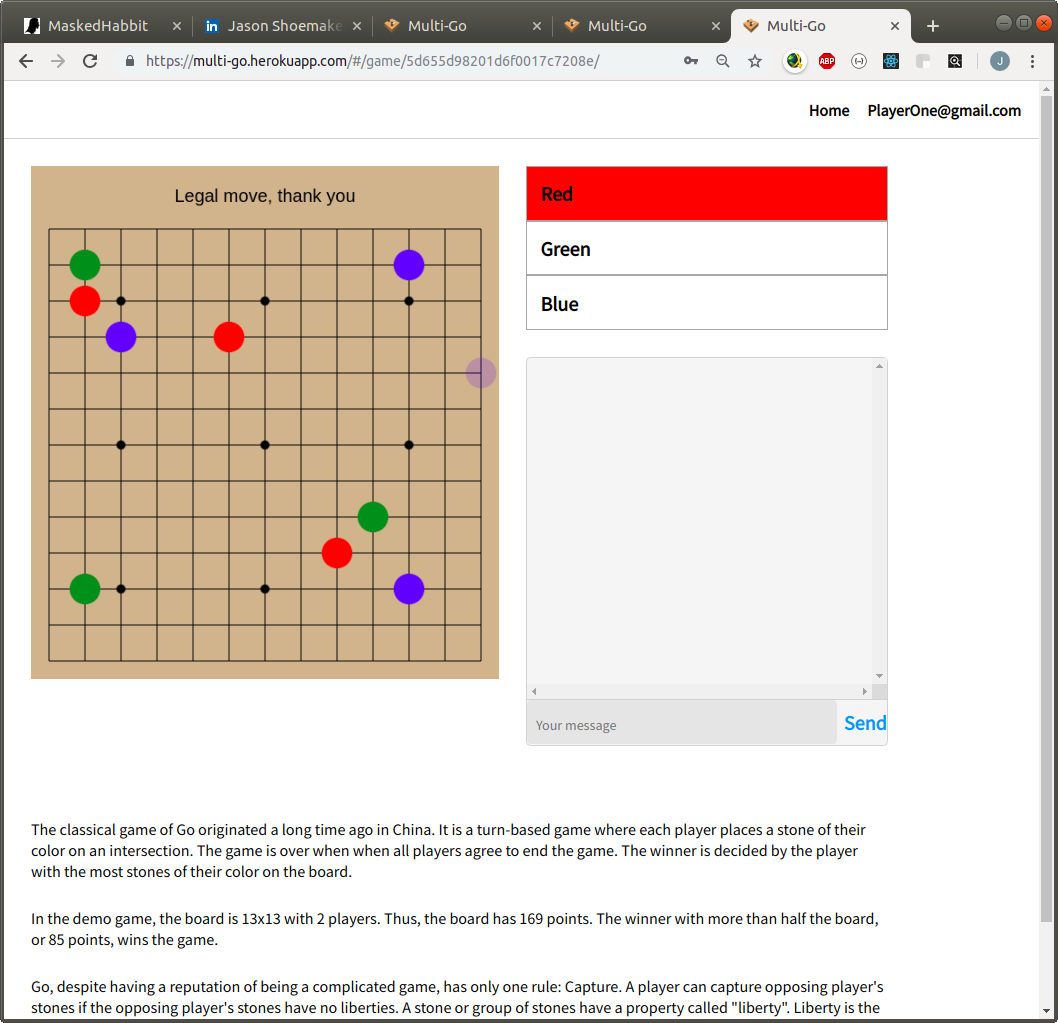 MaskedHabbit
Jason Shoemake
Multi-Go
Multi-Go
Multi-Go
https://multi-go.herokuapp.com/#/game/5d655d98201d6f0017c7208e/
ABP
J
Home PlayerOne@gmail.com
Legal move, thank you
Red
Green
Blue
Your message
Send
The classical game of Go originated a long time ago in China. It is a turn-based game where each player places a stone of their
color on an intersection. The game is over when when all players agree to end the game. The winner is decided by the player
with the most stones of their color on the board.
In the demo game, the board is 13x13 with 2 players. Thus, the board has 169 points. The winner with more than half the board,
or 85 points, wins the game.
Go, despite having a reputation of being a complicated game, has only one rule: Capture. A player can capture opposing player's
stones if the opposing player's stones have no liberties. A stone or group of stones have a property called "liberty". Liberty is the